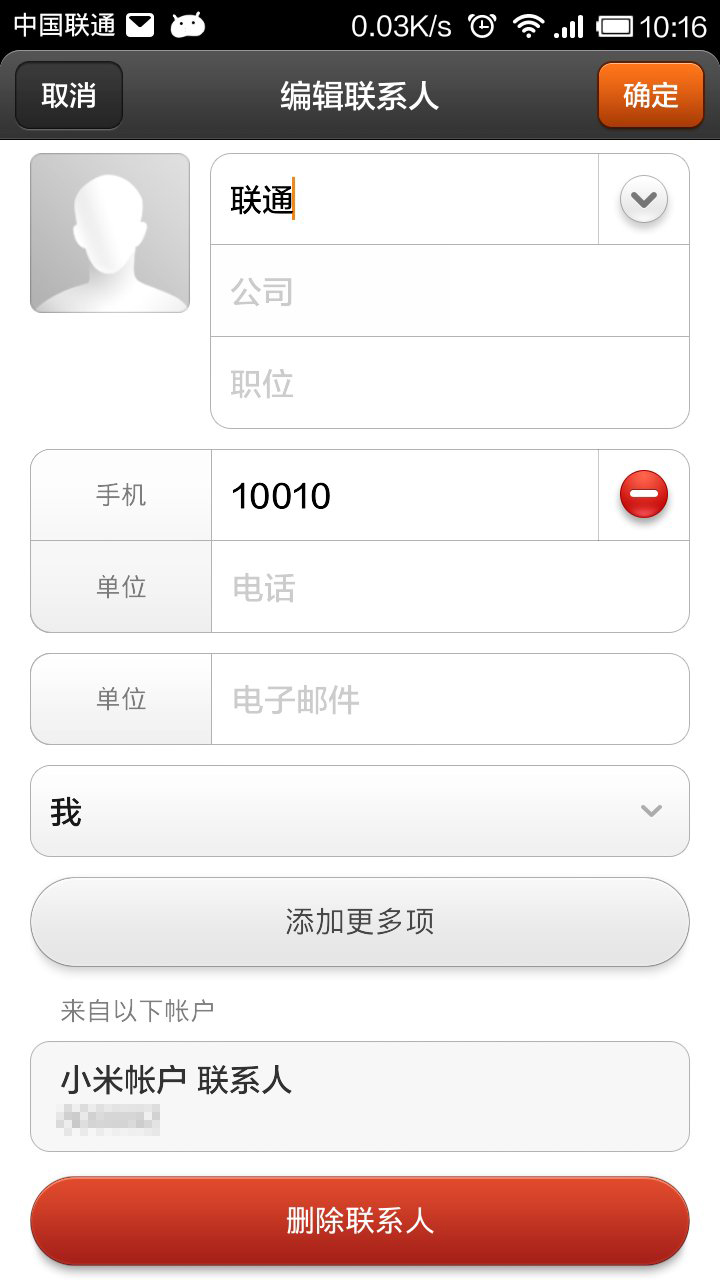 中国联通 0.03K/s 10:16
取消 编辑联系人 确定
联通
公司
职位
手机 10010
单位 电话
单位 电子邮件
我
添加更多项
来自以下帐户
小米帐户 联系人
删除联系人